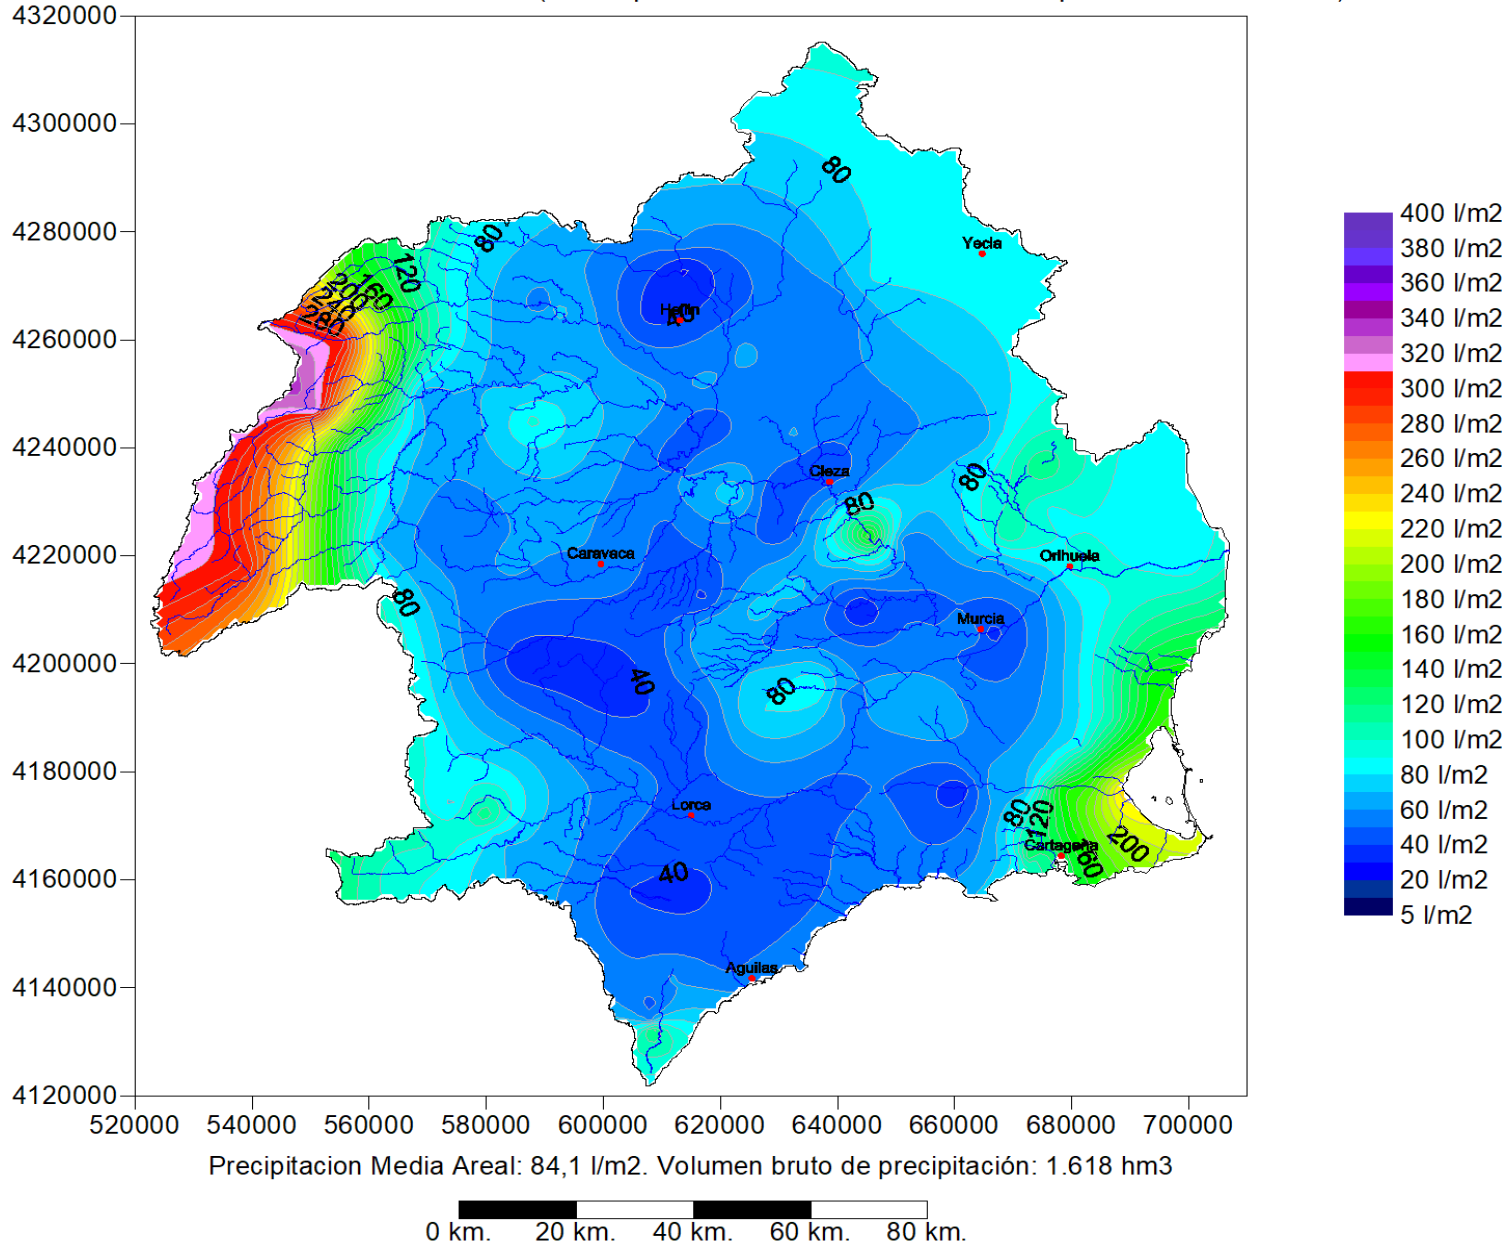 4320000
4300000
4280000
4260000
4240000
4220000
4200000
4180000
4160000
4140000
4120000
520000 540000 560000 580000 600000 620000 640000 660000 680000 700000
80
Yecla
80
120
160
200
240
280
Hellin
40
Cieza
80
80
Caravaca
Orihuela
80
Murcia
40
80
Lorca
80
120
Cartagena
160
200
40
Aguilas
400 l/m2
380 l/m2
360 l/m2
340 l/m2
320 l/m2
300 l/m2
280 l/m2
260 l/m2
240 l/m2
220 l/m2
200 l/m2
180 l/m2
160 l/m2
140 l/m2
120 l/m2
100 l/m2
80 l/m2
60 l/m2
40 l/m2
20 l/m2
5 l/m2
Precipitacion Media Areal: 84,1 l/m2. Volumen bruto de precipitación: 1.618 hm3
0 km. 20 km. 40 km. 60 km. 80 km.